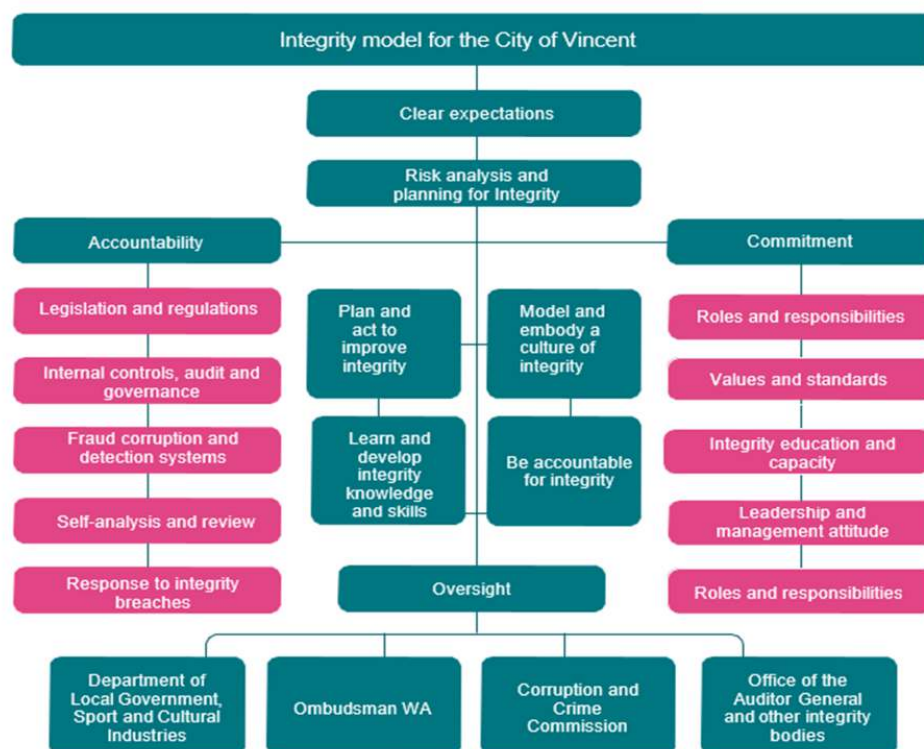 Integrity model for the City of Vincent
Clear expectations
Risk analysis and
planning for Integrity
Accountability
Commitment
Legislation and regulations
Internal controls, audit and
governance
Fraud corruption and
detection systems
Self-analysis and review
Response to integrity
breaches
Plan and
act to
improve
integrity
Model and
embody a
culture of
integrity
Learn and
develop
integrity
knowledge
and skills
Be accountable
for integrity
Roles and responsibilities
Values and standards
Integrity education and
capacity
Leadership and
management attitude
Roles and responsibilities
Oversight
Department of
Local Government,
Sport and Cultural
Industries
Ombudsman WA
Corruption and
Crime
Commission
Office of the
Auditor General
and other integrity
bodies